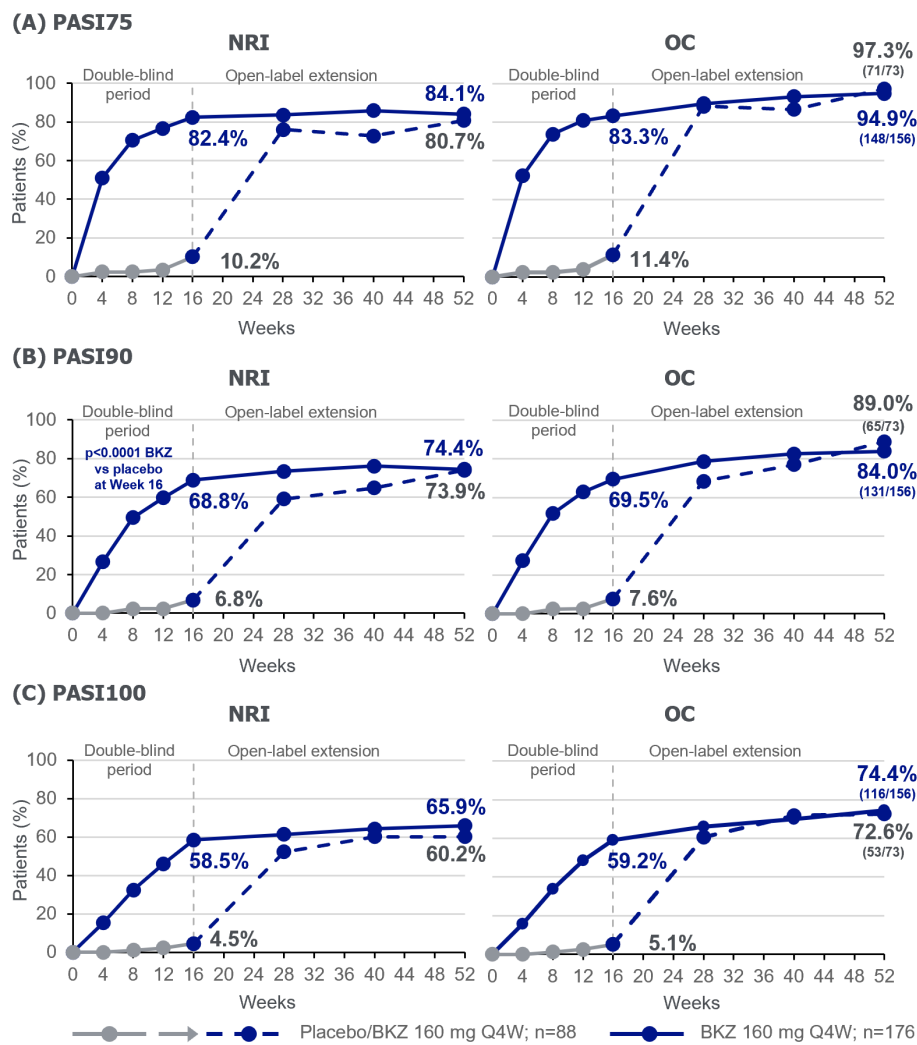 (A) PASI75
NRI
OC
Double-blind
period
Open-label extension
Double-blind
period
Open-label extension
97.3%
(71/73)
100
80
60
40
20
0
Patients (%)
84.1%
82.4%
80.7%
10.2%
0 4 8 12 16 20 24 28 32 36 40 44 48 52
Weeks
100
80
60
40
20
0
Patients (%)
83.3%
94.9%
(148/156)
11.4%
0 4 8 12 16 20 24 28 32 36 40 44 48 52
Weeks
(B) PASI90
NRI
OC
Double-blind
period
Open-label extension
Double-blind
period
Open-label extension
89.0%
(65/73)
100
80
60
40
20
0
Patients (%)
p<0.0001 BKZ
vs placebo
at Week 16
74.4%
68.8%
73.9%
6.8%
0 4 8 12 16 20 24 28 32 36 40 44 48 52
Weeks
100
80
60
40
20
0
Patients (%)
69.5%
84.0%
(131/156)
7.6%
0 4 8 12 16 20 24 28 32 36 40 44 48 52
Weeks
(C) PASI100
NRI
OC
Double-blind
period
Open-label extension
Double-blind
period
Open-label extension
74.4%
(116/156)
100
80
60
40
20
0
Patients (%)
65.9%
58.5%
60.2%
4.5%
0 4 8 12 16 20 24 28 32 36 40 44 48 52
Weeks
100
80
60
40
20
0
Patients (%)
59.2%
72.6%
(53/73)
5.1%
0 4 8 12 16 20 24 28 32 36 40 44 48 52
Weeks
Placebo/BKZ 160 mg Q4W; n=88
BKZ 160 mg Q4W; n=176